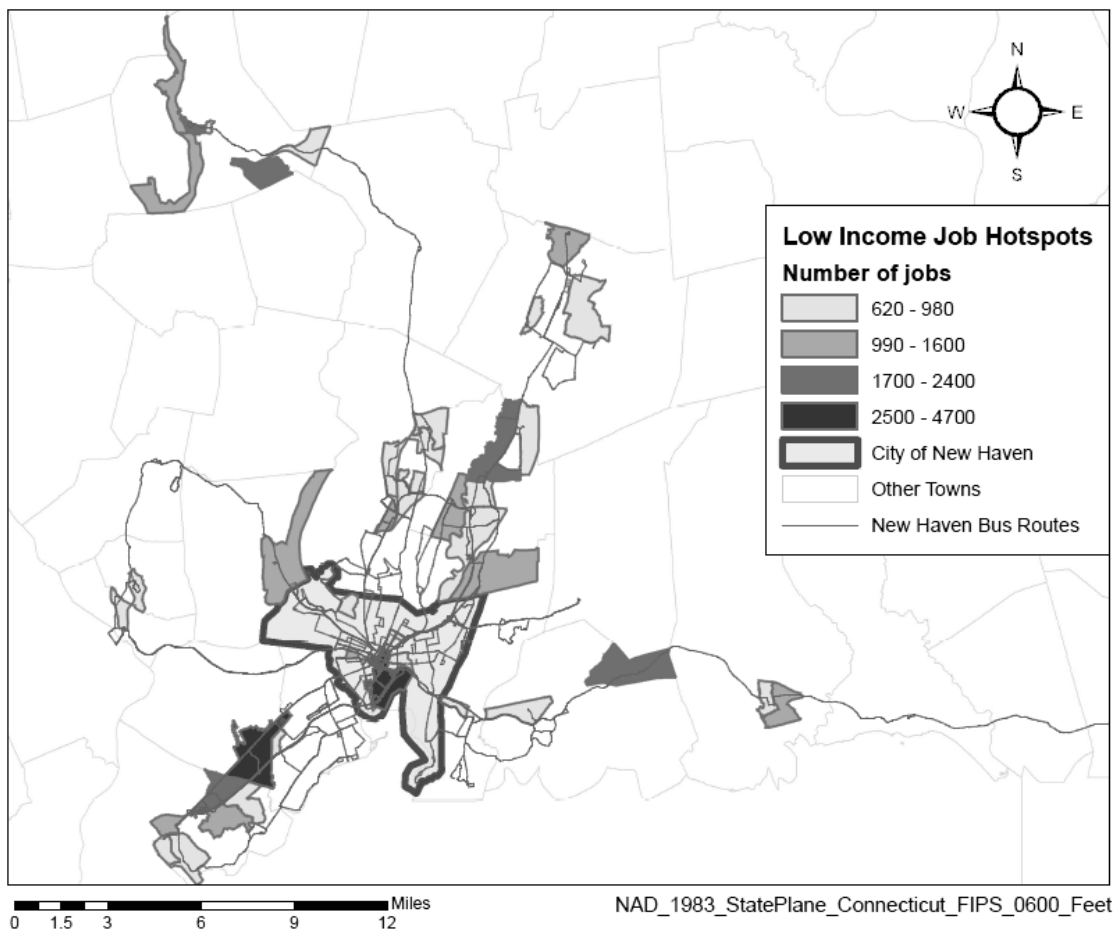 N
W E
S
Low Income Job Hotspots
Number of jobs
620 - 980
990 - 1600
1700 - 2400
2500 - 4700
City of New Haven
Other Towns
New Haven Bus Routes
Miles
0 1.5 3 6 9 12
NAD_1983_StatePlane_Connecticut_FIPS_0600_Feet